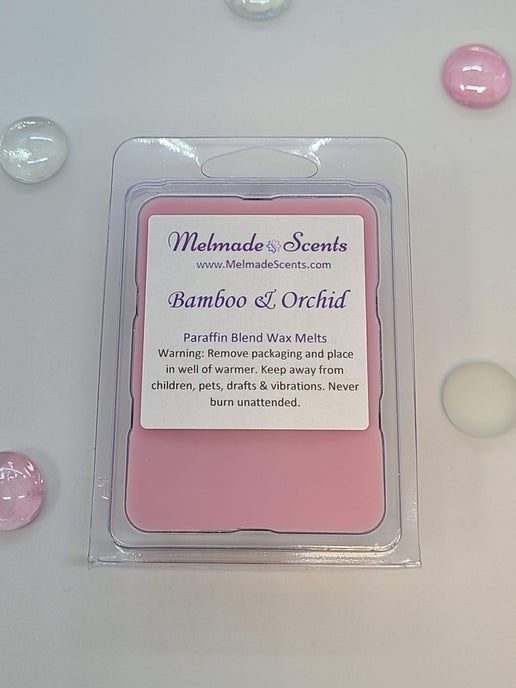 Melmade Scents
www.MelmadeScents.com
Bamboo & Orchid
Paraffin Blend Wax Melts
Warning: Remove packaging and place
in well of warmer. Keep away from
children, pets, drafts & vibrations. Never
burn unattended.